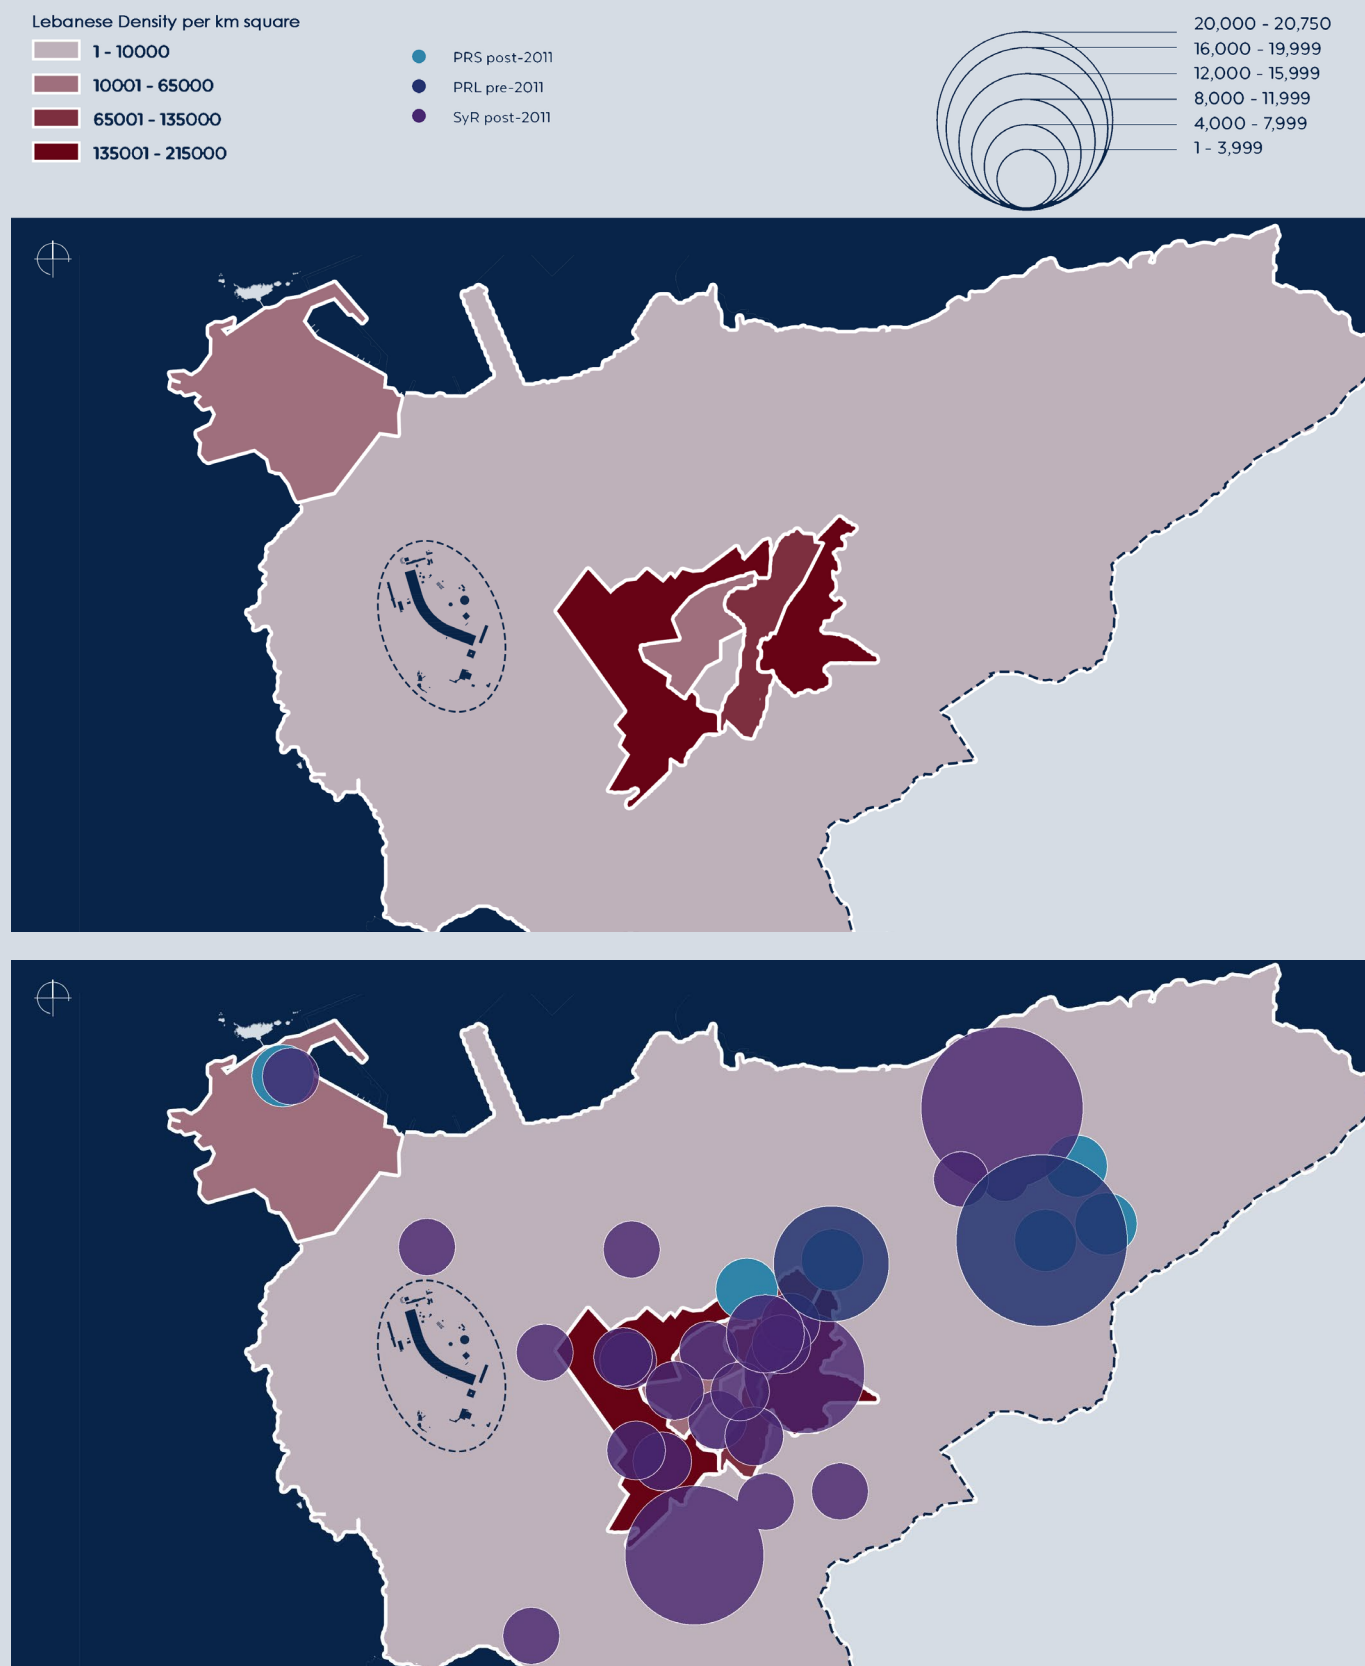 Lebanese Density per km square
1 - 10000
10001 - 65000
65001 - 135000
135001 - 215000
PRS post-2011
PRL pre-2011
SyR post-2011
20,000 - 20,750
16,000 - 19,999
12,000 - 15,999
8,000 - 11,999
4,000 - 7,999
1 - 3,999